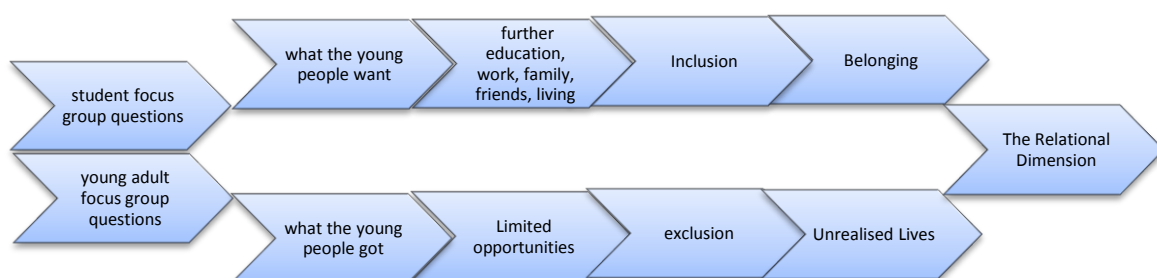 student focus
group questions
what the young
people want
further
education,
work, family,
friends, living
Inclusion
Belonging
The Relational
Dimension
young adult
focus group
questions
what the young
people got
Limited
opportunities
exclusion
Unrealised Lives